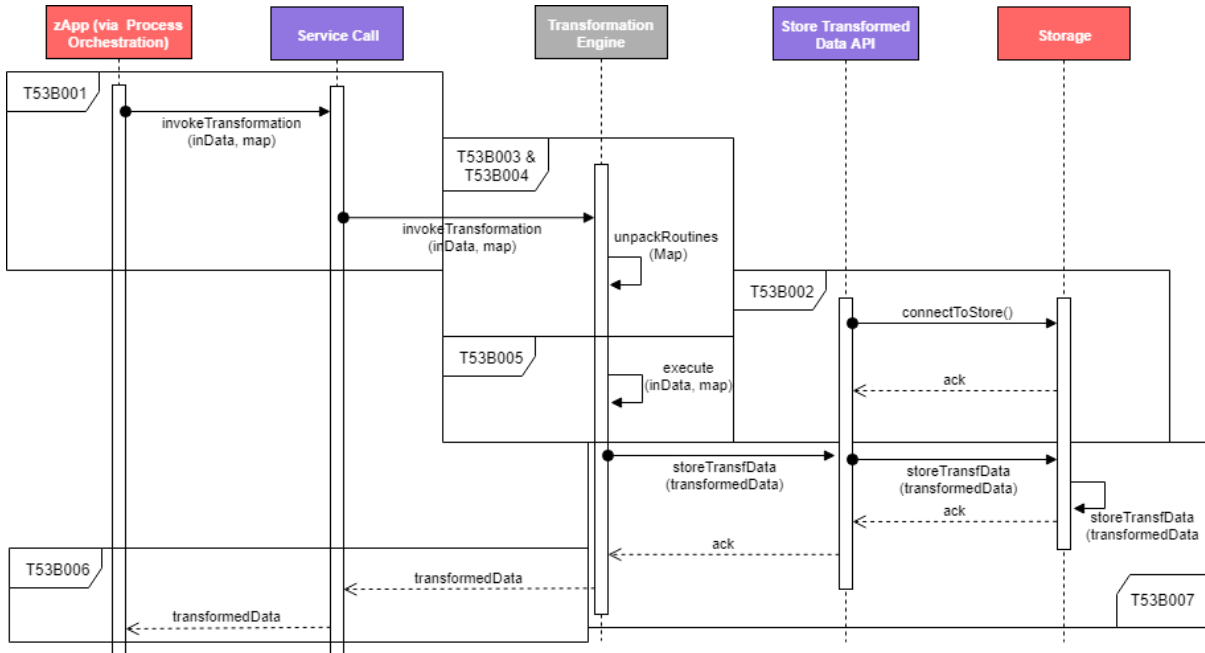 zApp (via  Process
Orchestration)
Service Call
Transformation
Engine
Store Transformed
Data API
Storage
T53B001
invokeTransformation
(inData, map)
T53B003 &
T53B004
invokeTransformation
(inData, map)
unpackRoutines
(Map)
T53B002
connectToStore()
T53B005
execute
(inData, map)
ack
storeTransfData
(transformedData)
storeTransfData
(transformedData)
storeTransfData
(transformedData
ack
ack
T53B006
transformedData
T53B007
transformedData